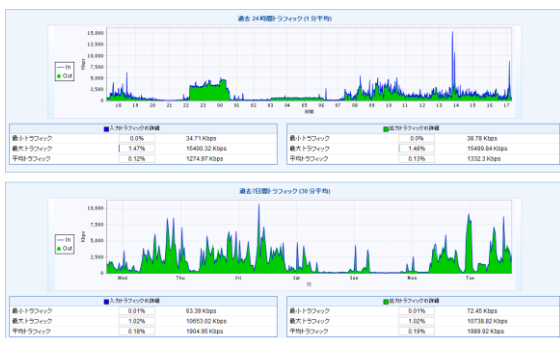 過去 24時間トラフィック (1 分平均)
15,000
12,500
10,000
7,500
5,000
2,500
0
Kbps
In
Out
18 19 20 21 22 23 00 01 02 03 04 05 06 07 08 09 10 11 12 13 14 15 16 17
時間
入力トラフィックの詳細
最小トラフィック 0.0% 34.71 Kbps
最大トラフィック 1.47% 15400.32 Kbps
平均トラフィック 0.12% 1274.97 Kbps
出力トラフィックの詳細
最小トラフィック 0.0% 38.78 Kbps
最大トラフィック 1.48% 15499.84 Kbps
平均トラフィック 0.13% 1332.3 Kbps
過去7日間トラフィック (30 分平均)
10,000
7,500
5,000
2,500
0
Kbps
In
Out
Wed Thu Fri Sat Sun Mon Tue
日
入力トラフィックの詳細
最小トラフィック 0.01% 63.39 Kbps
最大トラフィック 1.02% 10653.02 Kbps
平均トラフィック 0.18% 1904.95 Kbps
出力トラフィックの詳細
最小トラフィック 0.01% 72.45 Kbps
最大トラフィック 1.02% 10738.82 Kbps
平均トラフィック 0.19% 1989.92 Kbps